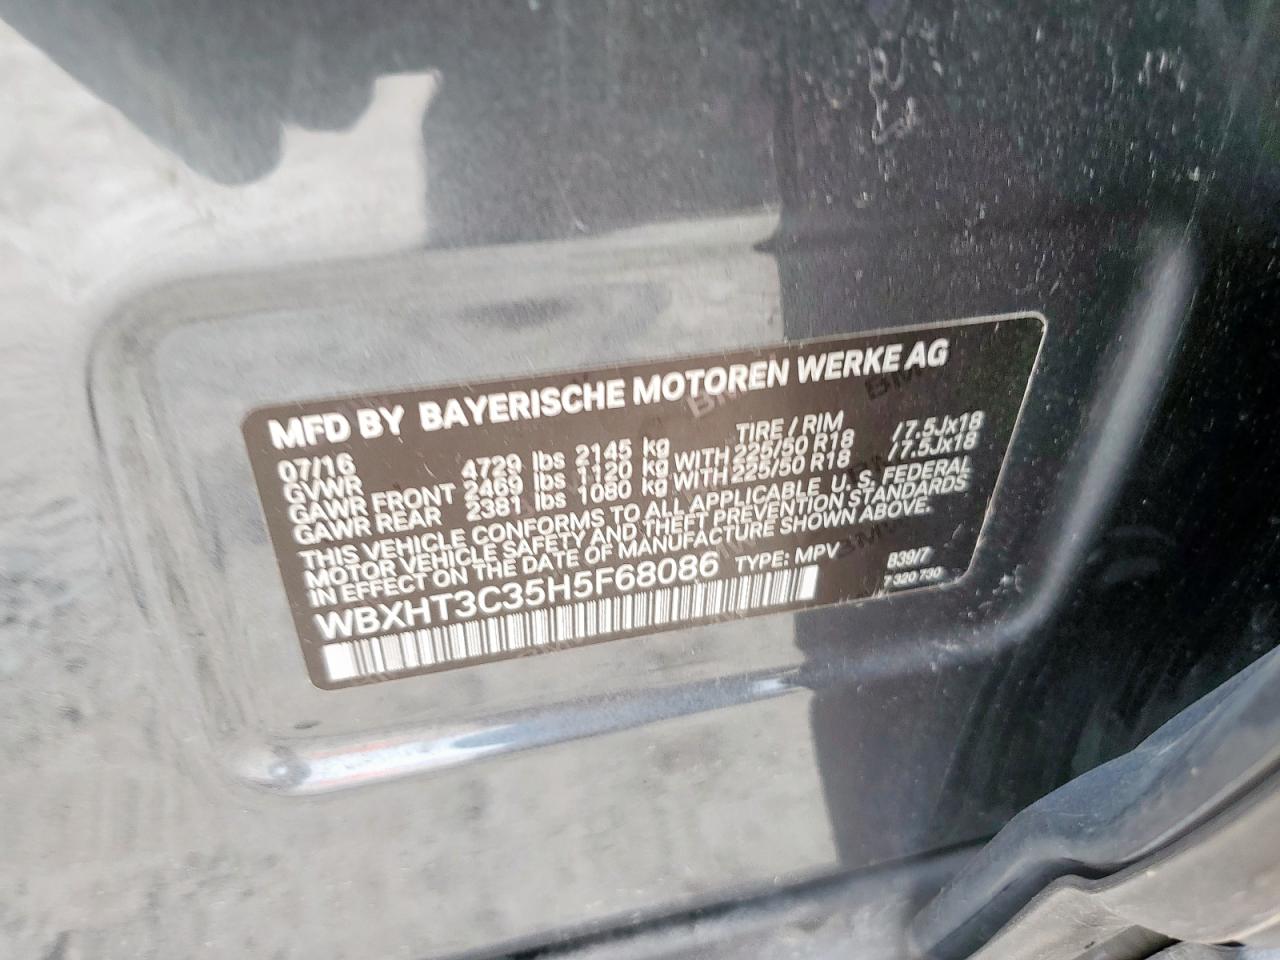 MFD BY BAYERISCHE MOTOREN WERKE AG
07/16 TIRE / RIM
GVWR 4729 lbs 2145 kg
GAWR FRONT 2469 lbs 1120 kg WITH 225/50 R18 /7.5Jx18
GAWR REAR 2381 lbs 1080 kg WITH 225/50 R18 /7.5Jx18
THIS VEHICLE CONFORMS TO ALL APPLICABLE U. S. FEDERAL
MOTOR VEHICLE SAFETY AND THEFT PREVENTION STANDARDS
IN EFFECT ON THE DATE OF MANUFACTURE SHOWN ABOVE.
WBXHT3C35H5F68086 TYPE: MPV B39/7
7 320 730